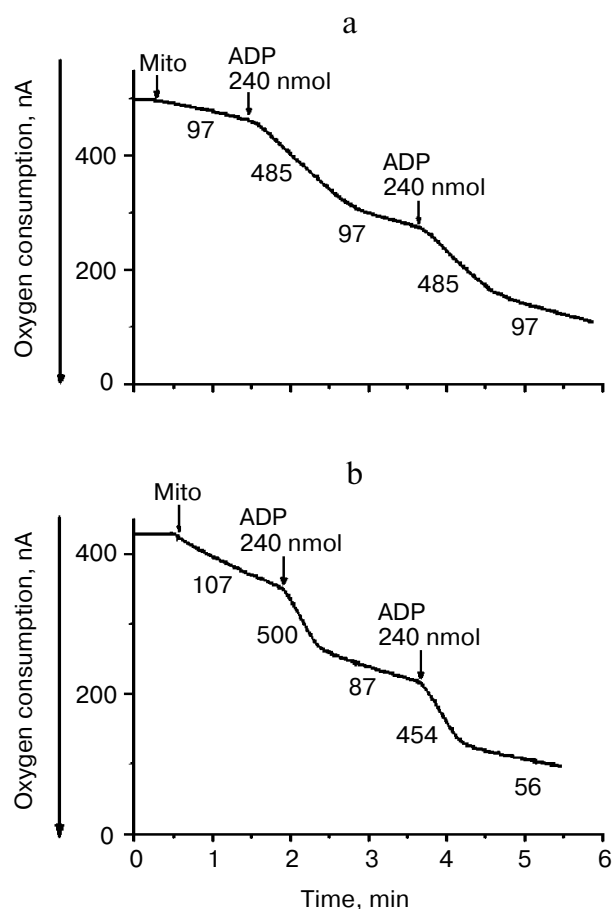 a
Oxygen consumption, nA
Mito
ADP
240 nmol
ADP
240 nmol
400
200
0
97
485
97
485
97
b
Oxygen consumption, nA
Mito
ADP
240 nmol
ADP
240 nmol
400
200
0
107
500
87
454
56
0 1 2 3 4 5 6
Time, min